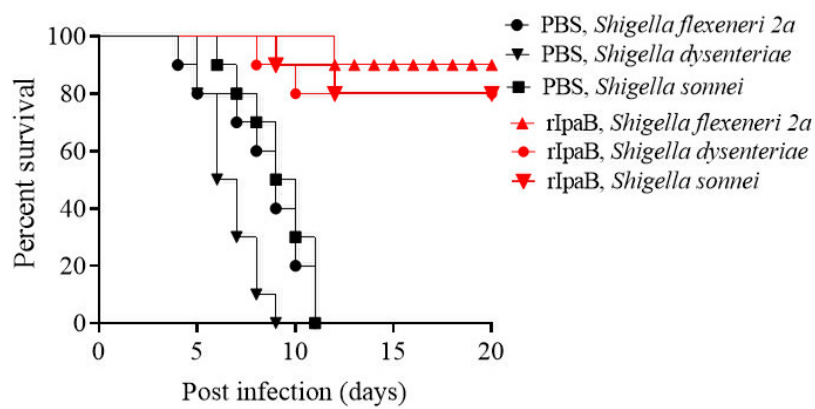 PBS, Shigella flexeneri 2a
PBS, Shigella dysenteriae
PBS, Shigella sonnei
rIpaB, Shigella flexeneri 2a
rIpaB, Shigella dysenteriae
rIpaB, Shigella sonnei
Percent survival
100
80
60
40
20
0
0 5 10 15 20
Post infection (days)